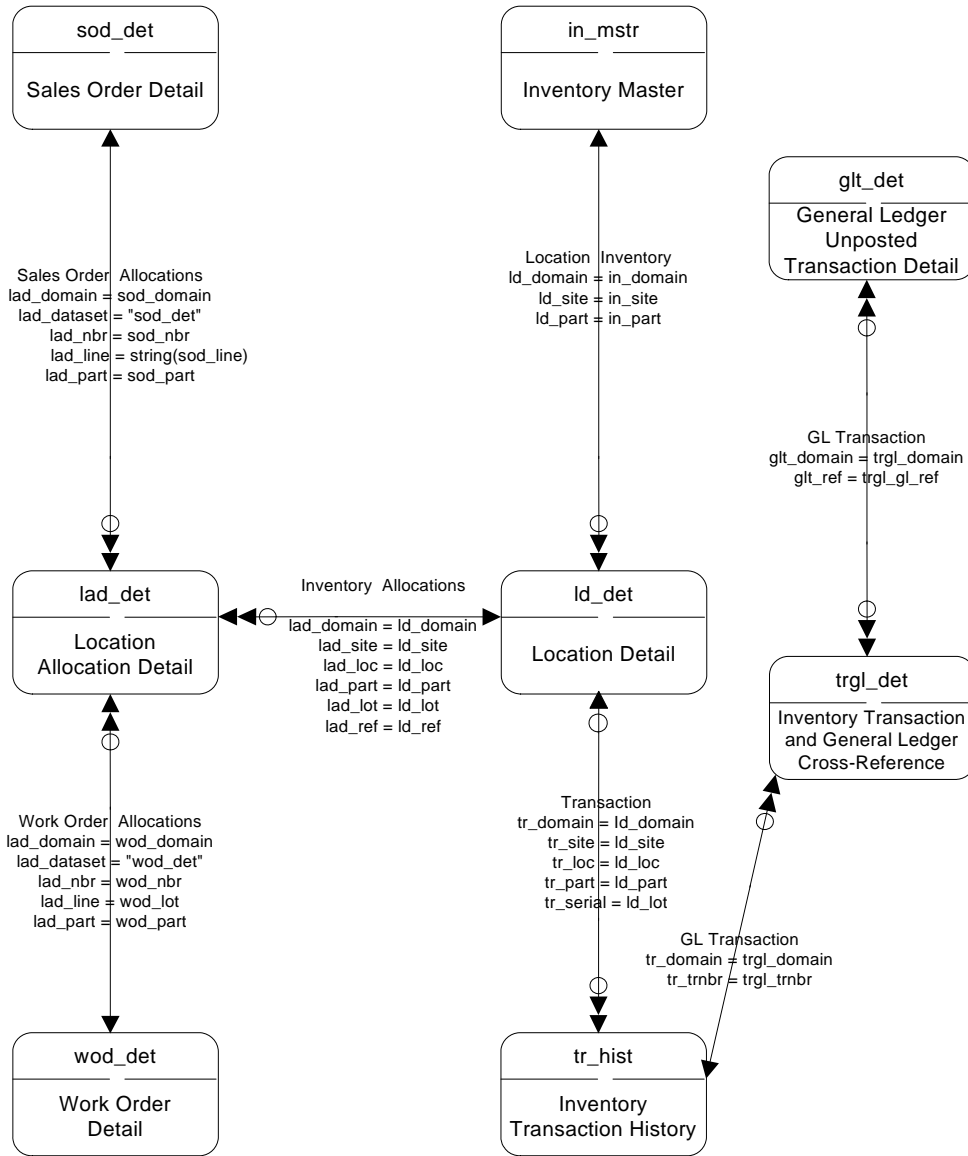 sod_det
Sales Order Detail
in_mstr
Inventory Master
glt_det
General Ledger
Unposted
Transaction Detail
Sales Order Allocations
lad_domain = sod_domain
lad_dataset = "sod_det"
lad_nbr = sod_nbr
lad_line = string(sod_line)
lad_part = sod_part
Location Inventory
ld_domain = in_domain
ld_site = in_site
ld_part = in_part
GL Transaction
glt_domain = trgl_domain
glt_ref = trgl_gl_ref
lad_det
Location
Allocation Detail
Inventory Allocations
lad_domain = ld_domain
lad_site = ld_site
lad_loc = ld_loc
lad_part = ld_part
lad_lot = ld_lot
lad_ref = ld_ref
ld_det
Location Detail
trgl_det
Inventory Transaction
and General Ledger
Cross-Reference
Work Order Allocations
lad_domain = wod_domain
lad_dataset = "wod_det"
lad_nbr = wod_nbr
lad_line = wod_lot
lad_part = wod_part
Transaction
tr_domain = ld_domain
tr_site = ld_site
tr_loc = ld_loc
tr_part = ld_part
tr_serial = ld_lot
GL Transaction
tr_domain = trgl_domain
tr_trnbr = trgl_trnbr
wod_det
Work Order
Detail
tr_hist
Inventory
Transaction History